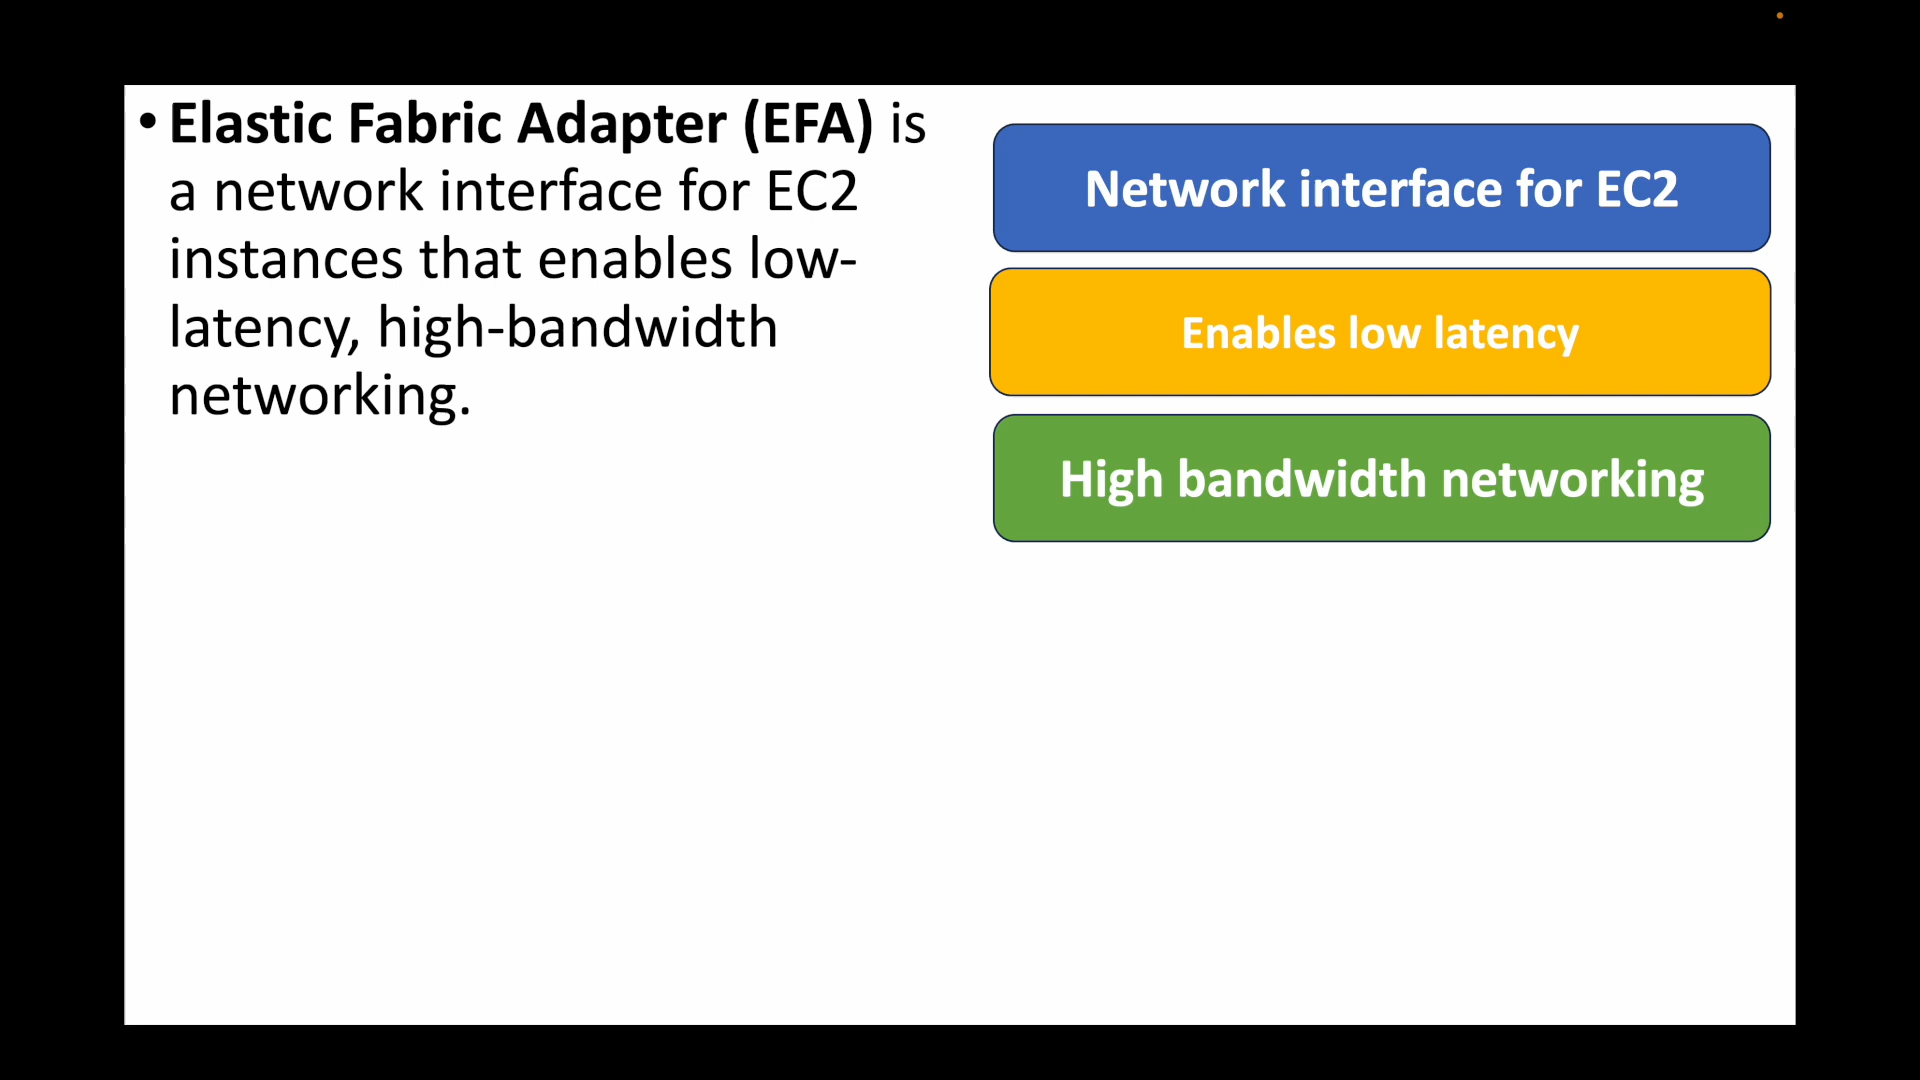 • Elastic Fabric Adapter (EFA) is
a network interface for EC2
instances that enables low-
latency, high-bandwidth
networking.
Network interface for EC2
Enables low latency
High bandwidth networking